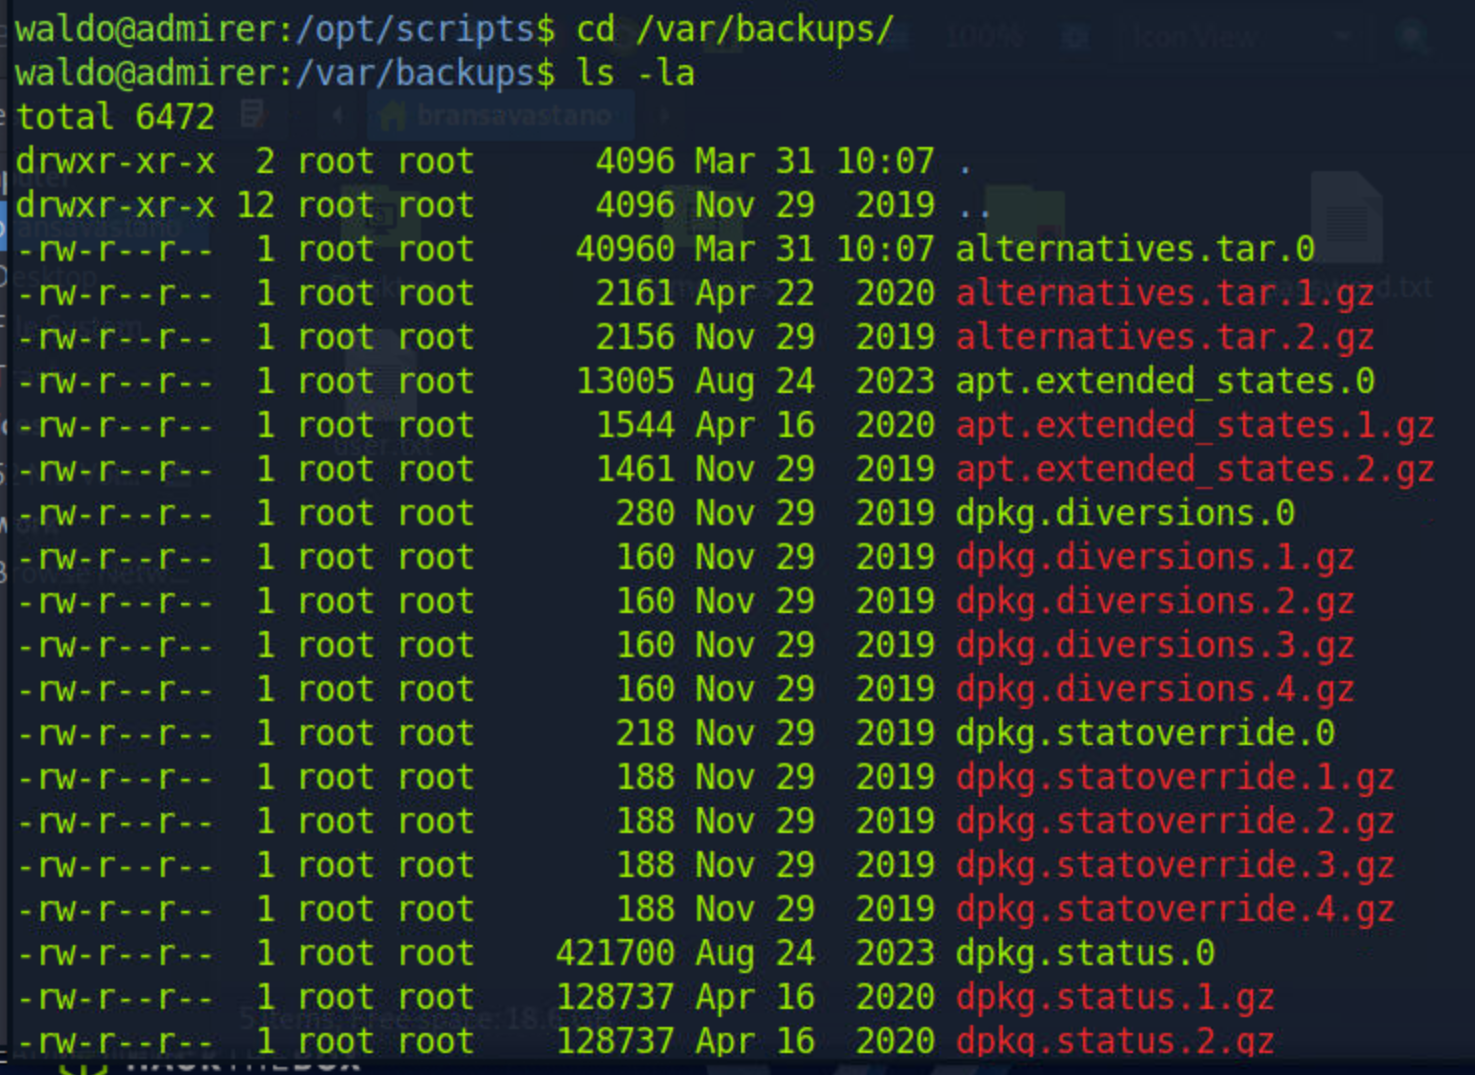 waldo@admirer:/opt/scripts$ cd /var/backups/
waldo@admirer:/var/backups$ ls -la
total 6472
drwxr-xr-x  2 root root   4096 Mar 31 10:07 .
drwxr-xr-x 12 root root   4096 Nov 29  2019 ..
-rw-r--r--  1 root root  40960 Mar 31 10:07 alternatives.tar.0
-rw-r--r--  1 root root   2161 Apr 22  2020 alternatives.tar.1.gz
-rw-r--r--  1 root root   2156 Nov 29  2019 alternatives.tar.2.gz
-rw-r--r--  1 root root  13005 Aug 24  2023 apt.extended_states.0
-rw-r--r--  1 root root   1544 Apr 16  2020 apt.extended_states.1.gz
-rw-r--r--  1 root root   1461 Nov 29  2019 apt.extended_states.2.gz
-rw-r--r--  1 root root    280 Nov 29  2019 dpkg.diversions.0
-rw-r--r--  1 root root    160 Nov 29  2019 dpkg.diversions.1.gz
-rw-r--r--  1 root root    160 Nov 29  2019 dpkg.diversions.2.gz
-rw-r--r--  1 root root    160 Nov 29  2019 dpkg.diversions.3.gz
-rw-r--r--  1 root root    160 Nov 29  2019 dpkg.diversions.4.gz
-rw-r--r--  1 root root    218 Nov 29  2019 dpkg.statoverride.0
-rw-r--r--  1 root root    188 Nov 29  2019 dpkg.statoverride.1.gz
-rw-r--r--  1 root root    188 Nov 29  2019 dpkg.statoverride.2.gz
-rw-r--r--  1 root root    188 Nov 29  2019 dpkg.statoverride.3.gz
-rw-r--r--  1 root root    188 Nov 29  2019 dpkg.statoverride.4.gz
-rw-r--r--  1 root root 421700 Aug 24  2023 dpkg.status.0
-rw-r--r--  1 root root 128737 Apr 16  2020 dpkg.status.1.gz
-rw-r--r--  1 root root 128737 Apr 16  2020 dpkg.status.2.gz
100%
Icon View
bransavastano
user.txt